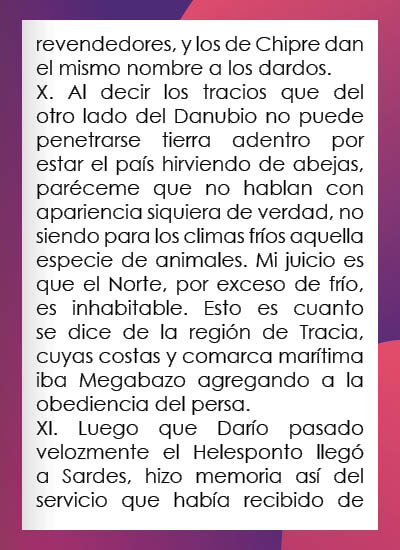 revendedores, y los de Chipre dan
el mismo nombre a los dardos.
X. Al decir los tracios que del
otro lado del Danubio no puede
penetrarse tierra adentro por
estar el país hirviendo de abejas,
paréceme que no hablan con
apariencia siquiera de verdad, no
siendo para los climas fríos aquella
especie de animales. Mi juicio es
que el Norte, por exceso de frío,
es inhabitable. Esto es cuanto
se dice de la región de Tracia,
cuyas costas y comarca marítima
iba Megabazo agregando a la
obediencia del persa.
XI. Luego que Darío pasado
velozmente el Helesponto llegó
a Sardes, hizo memoria así del
servicio que había recibido de